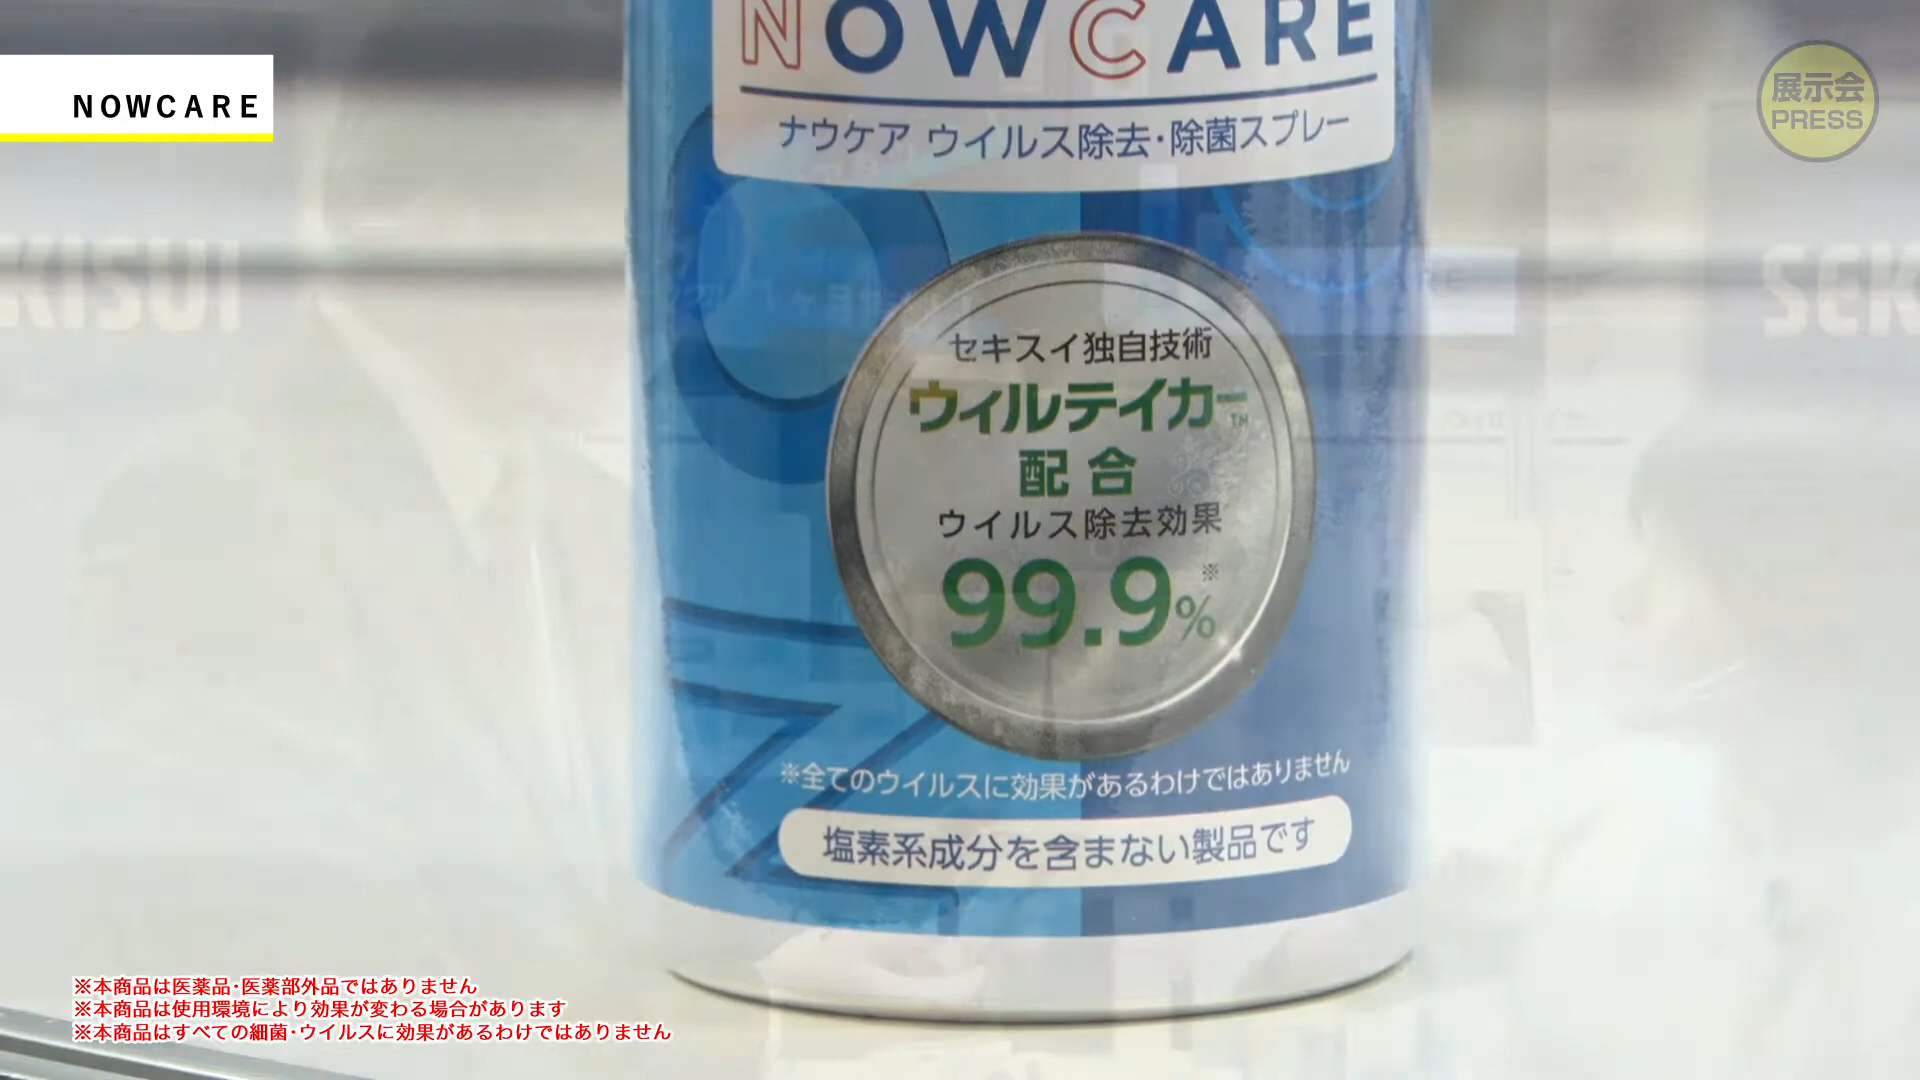 NOWCARE
展示会
PRESS
NOWCARE
ナウケア ウイルス除去・除菌スプレー
KISUI
SEK
セキスイ独自技術
ウィルテイカー™
配合
ウイルス除去効果
99.9%※
※全てのウイルスに効果があるわけではありません
塩素系成分を含まない製品です
※本商品は医薬品・医薬部外品ではありません
※本商品は使用環境により効果が変わる場合があります
※本商品はすべての細菌・ウイルスに効果があるわけではありません